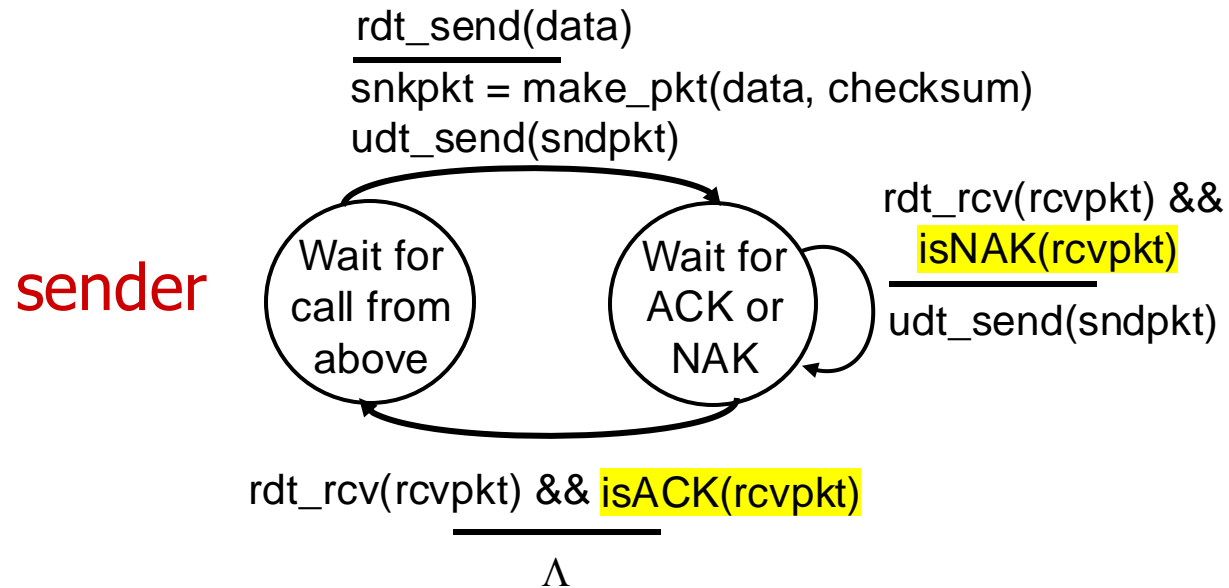 rdt_send(data)
snkpkt = make_pkt(data, checksum)
udt_send(sndpkt)
sender
Wait for
call from
above
Wait for
ACK or
NAK
rdt_rcv(rcvpkt) &&
isNAK(rcvpkt)
udt_send(sndpkt)
rdt_rcv(rcvpkt) && isACK(rcvpkt)
Λ